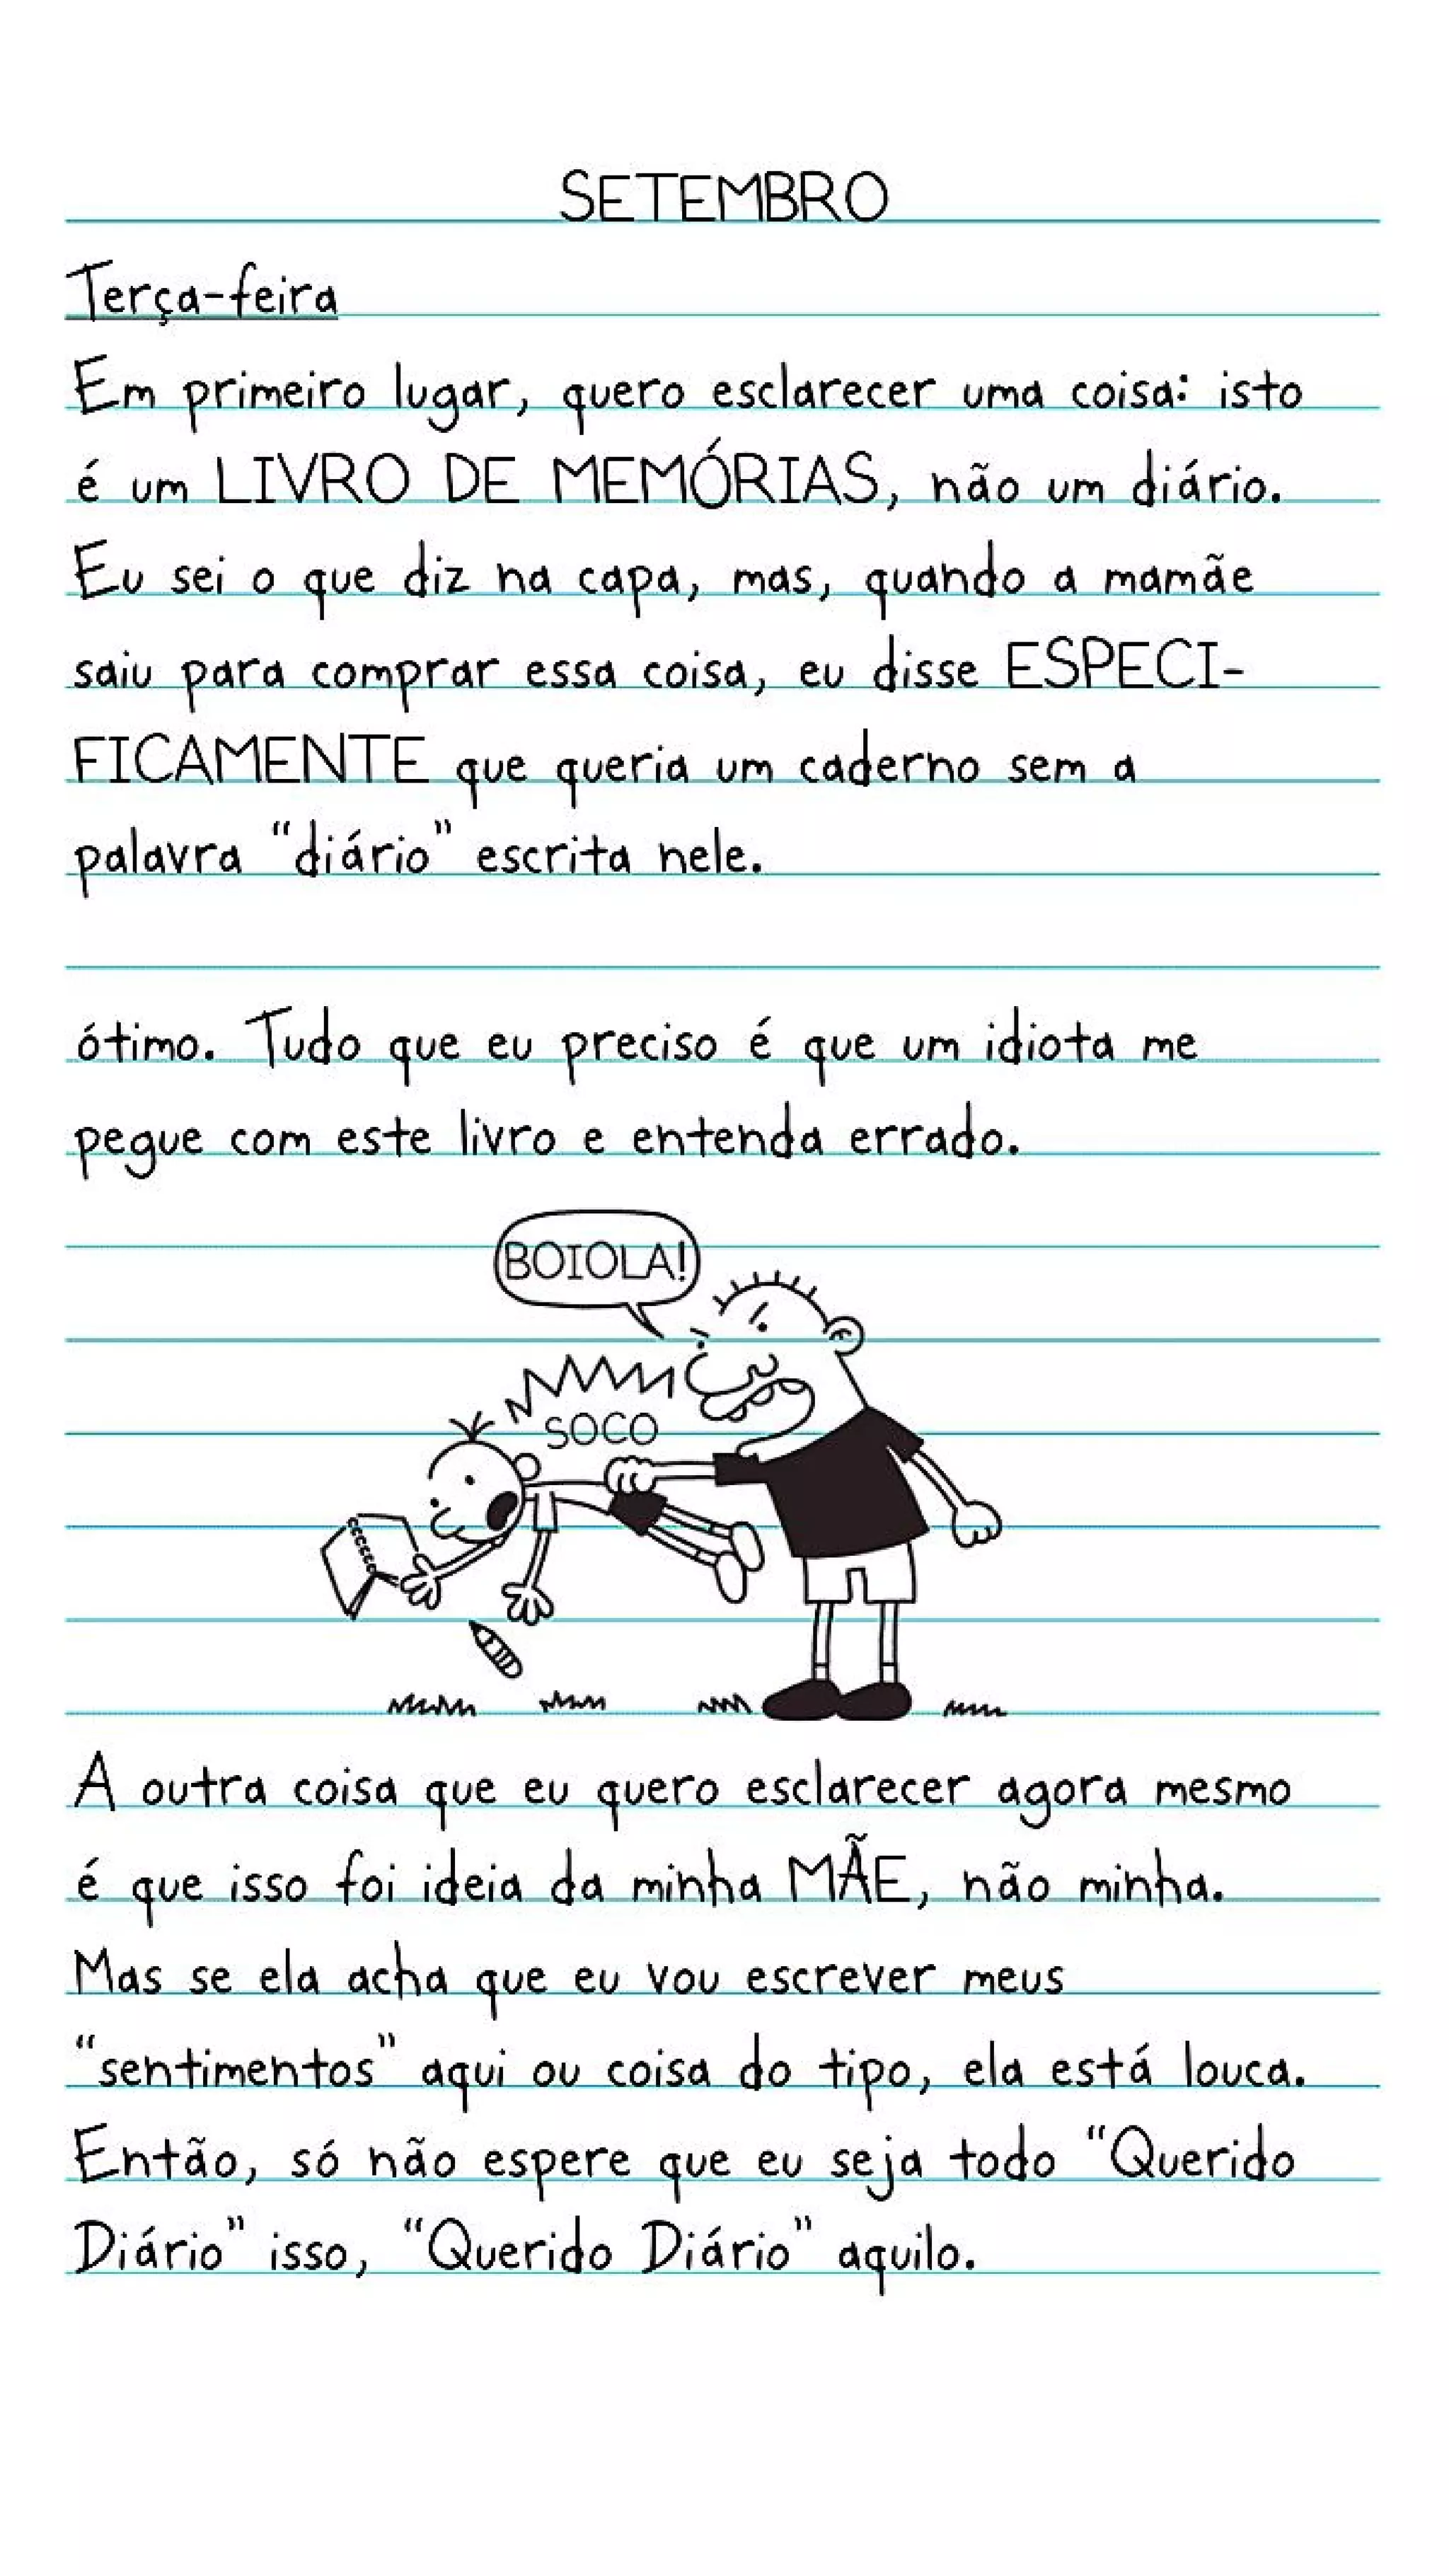 SETEMBRO
Terça-feira
Em primeiro lugar, quero esclarecer uma coisa: isto
é um LIVRO DE MEMÓRIAS, não um diário.
Eu sei o que diz na capa, mas, quando a mamãe
saiu para comprar essa coisa, eu disse ESPECI-
FICAMENTE que queria um caderno sem a
palavra “diário” escrita nele.
ótimo. Tudo que eu preciso é que um idiota me
pegue com este livro e entenda errado.
BOIOLA!
SOCO
A outra coisa que eu quero esclarecer agora mesmo
é que isso foi ideia da minha MÃE, não minha.
Mas se ela acha que eu vou escrever meus
“sentimentos” aqui ou coisa do tipo, ela está louca.
Então, só não espere que eu seja todo “Querido
Diário” isso, “Querido Diário” aquilo.